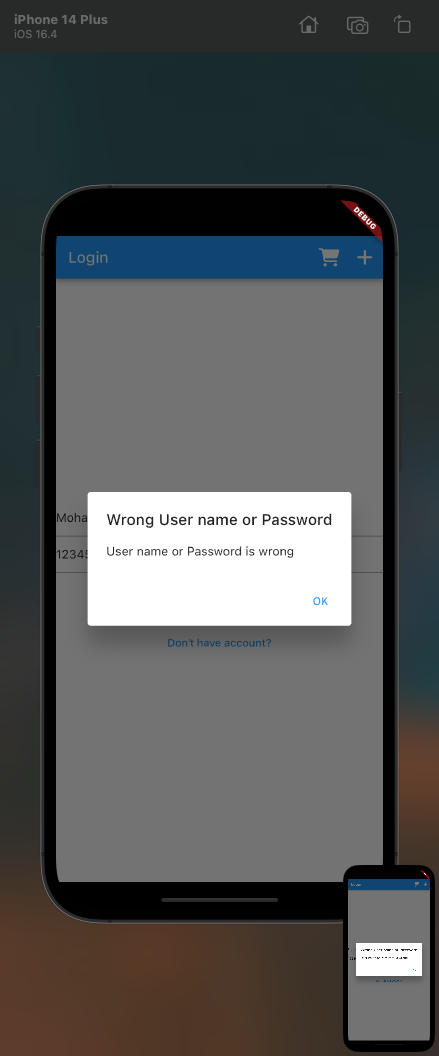 iPhone 14 Plus
iOS 16.4
DEBUG
Login
Moha
12345
Wrong User name or Password
User name or Password is wrong
OK
Don't have account?
Login